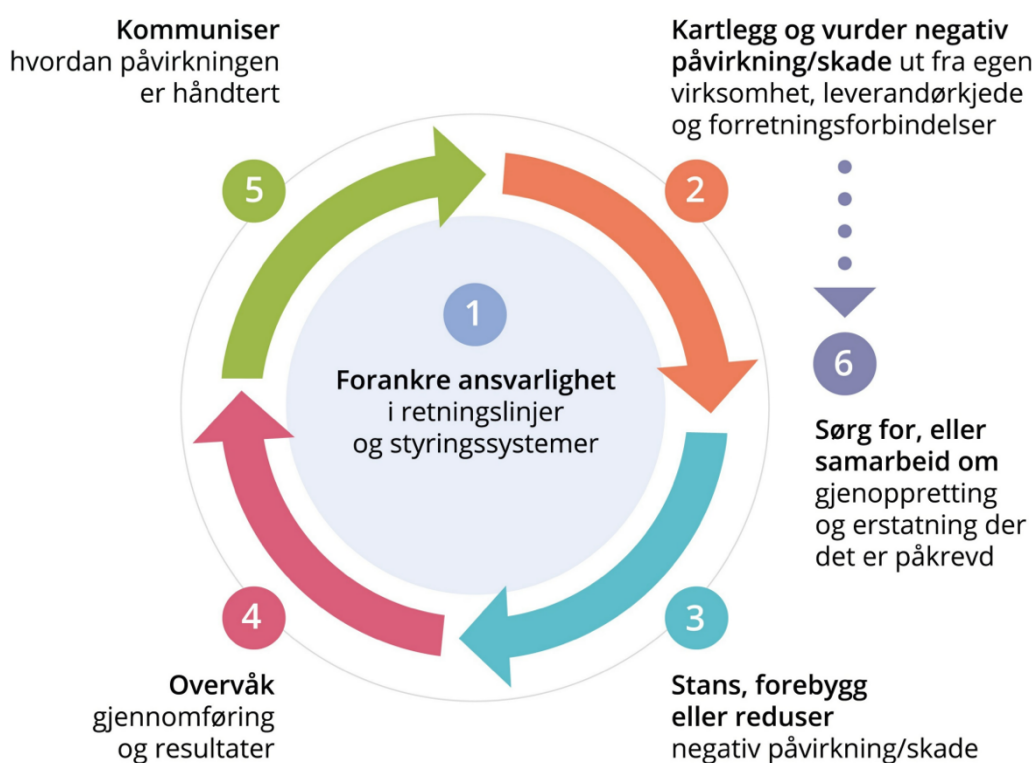 Kommuniser
hvordan påvirkningen
er håndtert
5
Kartlegg og vurder negativ
påvirkning/skade ut fra egen
virksomhet, leverandørkjede
og forretningsforbindelser
2
1
Forankre ansvarlighet
i retningslinjer
og styringssystemer
6
Sørg for, eller
samarbeid om
gjenoppretting
og erstatning der
det er påkrevd
4
Overvåk
gjennomføring
og resultater
3
Stans, forebygg
eller reduser
negativ påvirkning/skade